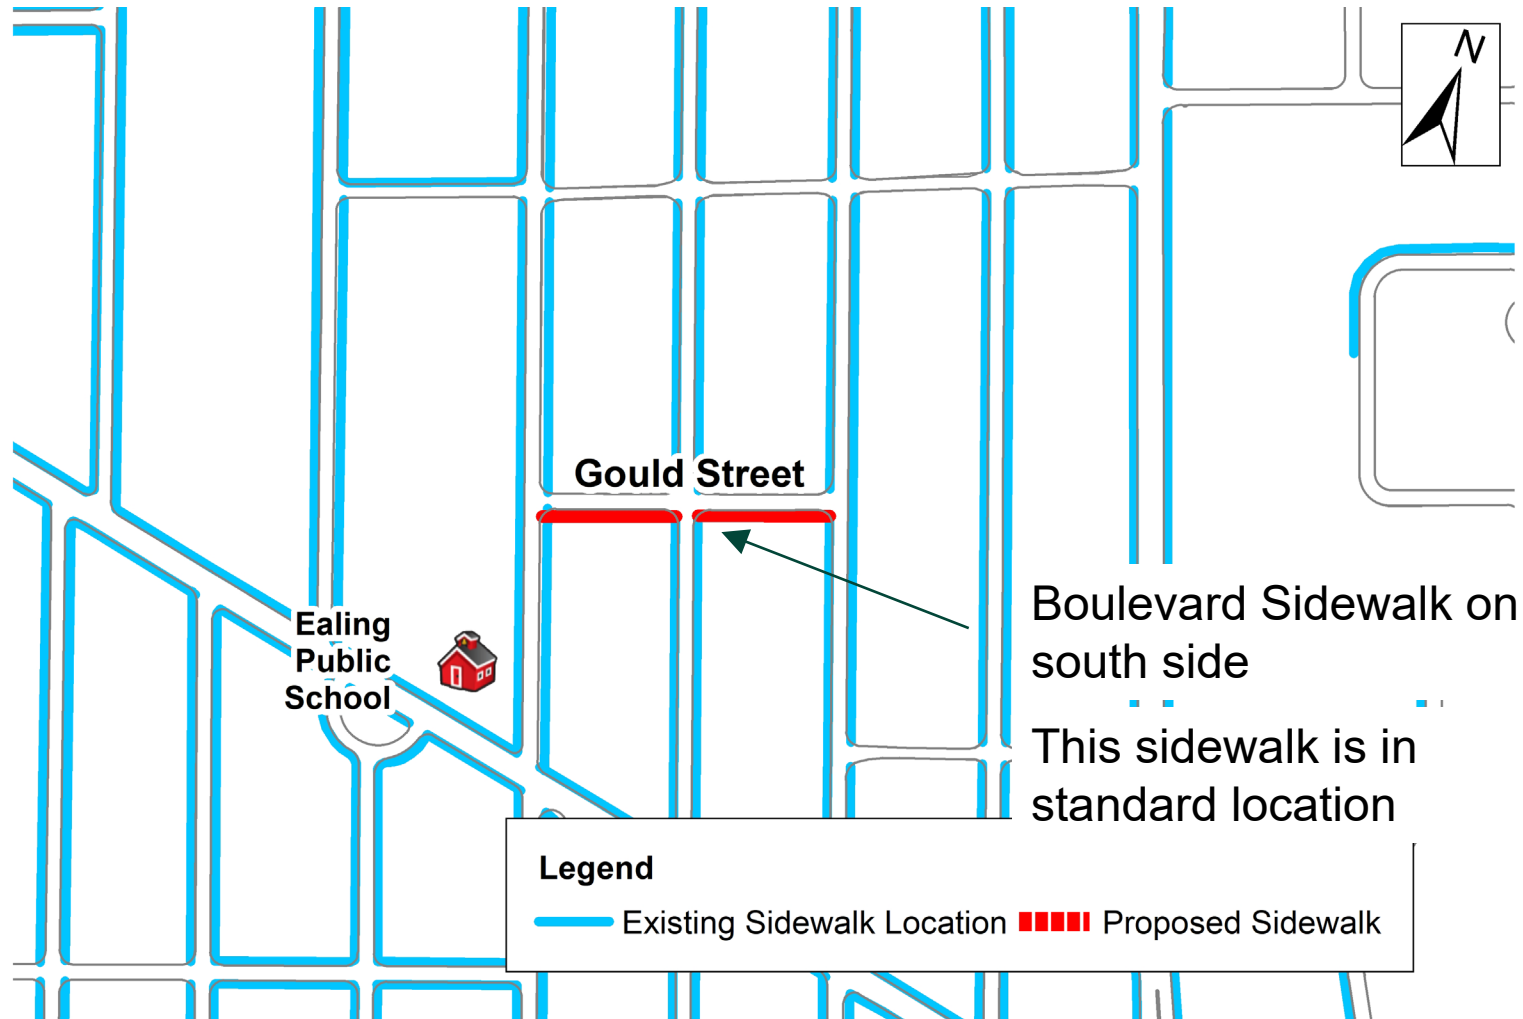 N
Gould Street
Ealing
Public
School
Boulevard Sidewalk on
south side
This sidewalk is in
standard location
Legend
Existing Sidewalk Location Proposed Sidewalk